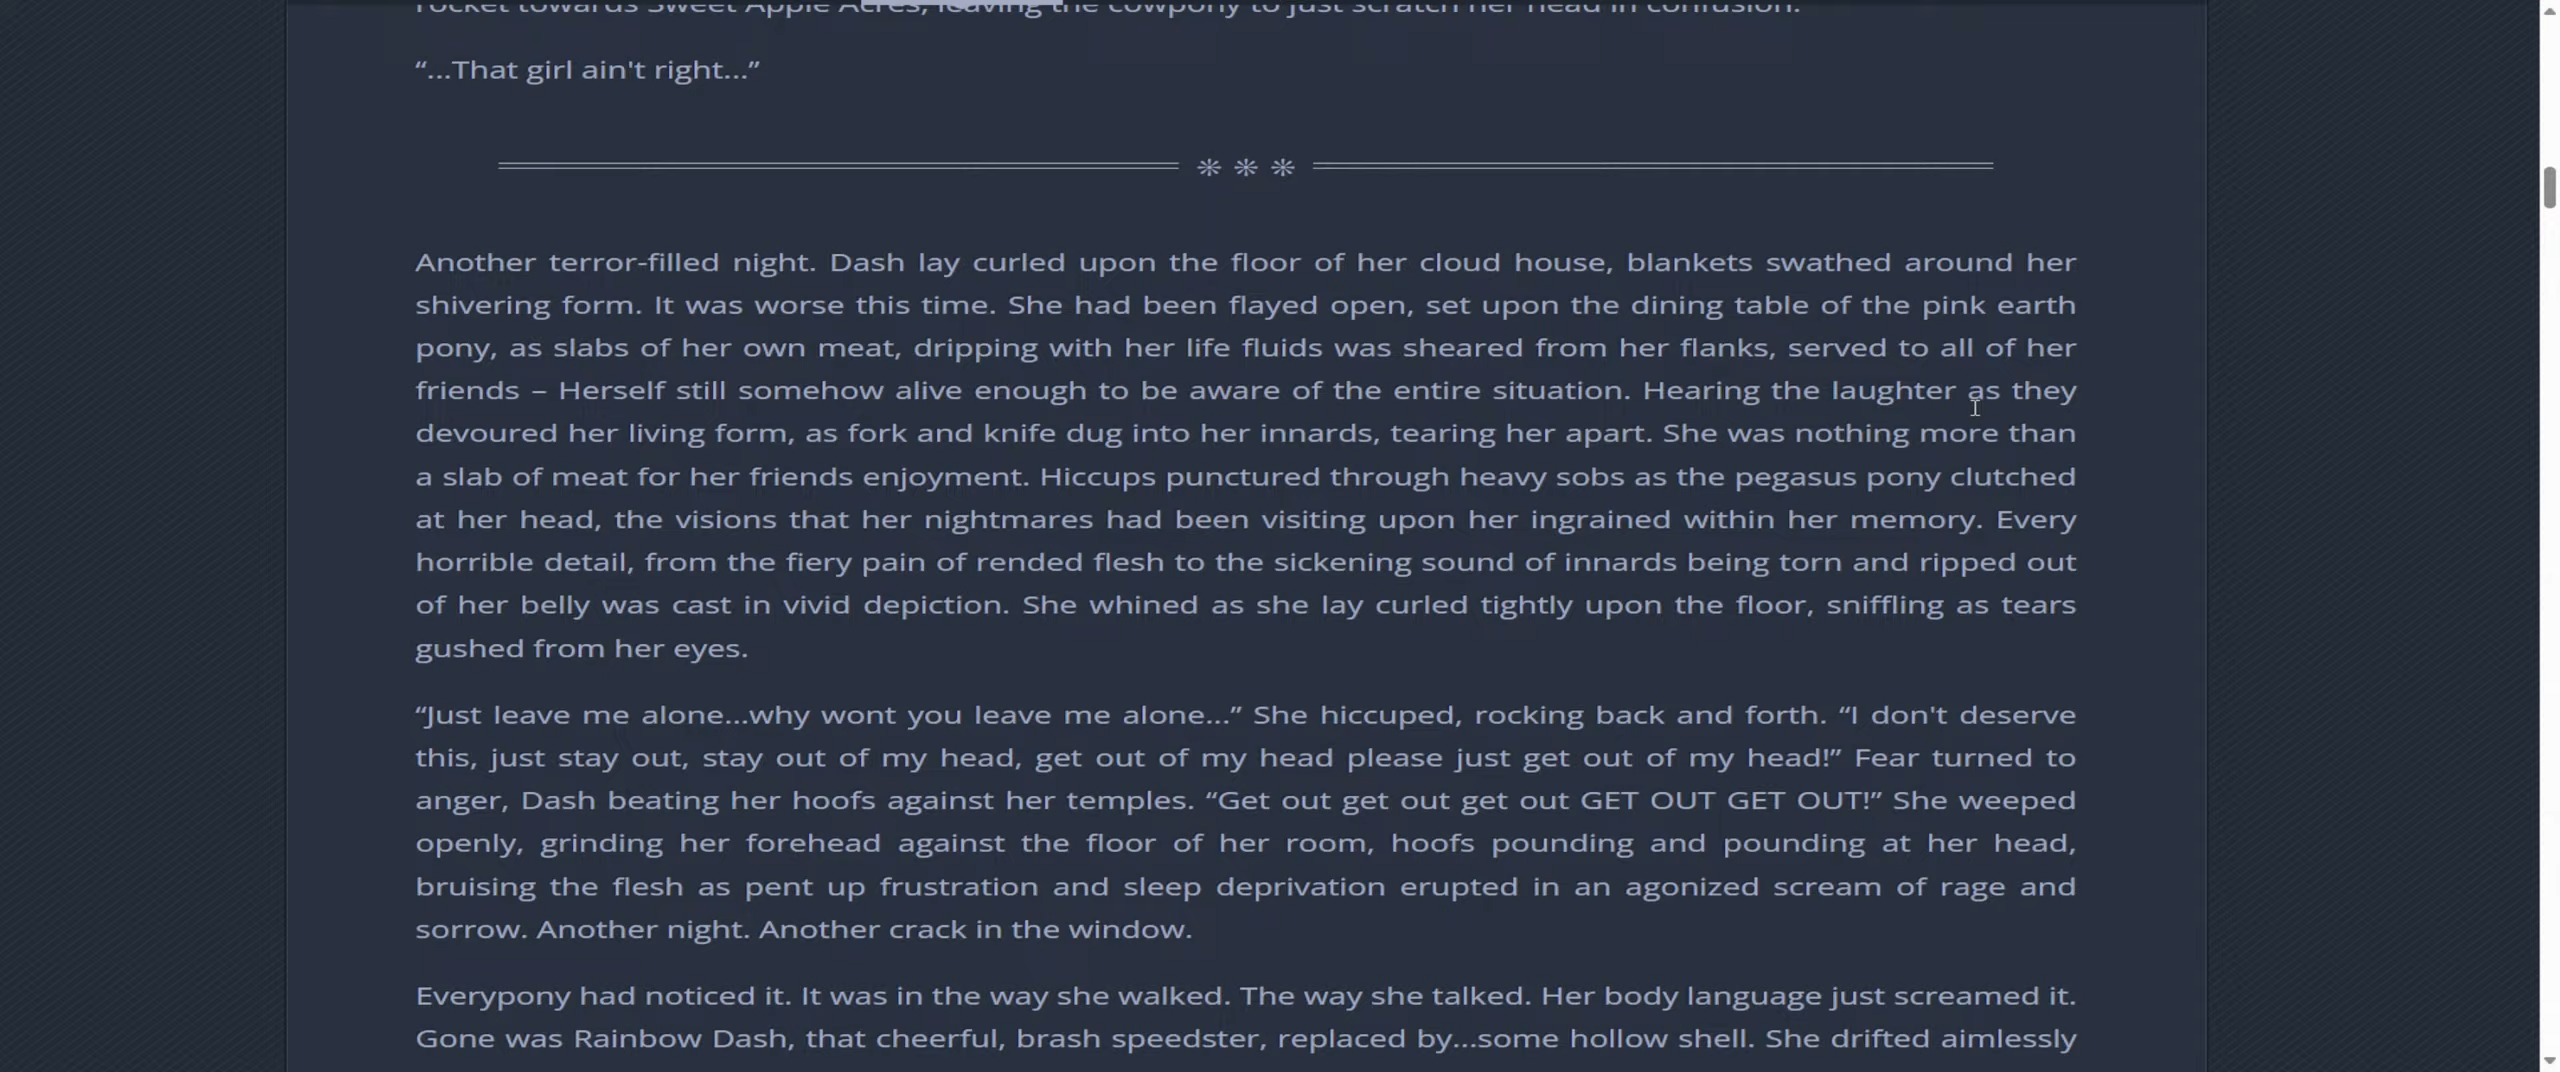 rocket towards Sweet Apple Acres, leaving the cowpony to just scratch her head in confusion.
“...That girl ain't right...”
Another terror-filled night. Dash lay curled upon the floor of her cloud house, blankets swathed around her
shivering form. It was worse this time. She had been flayed open, set upon the dining table of the pink earth
pony, as slabs of her own meat, dripping with her life fluids was sheared from her flanks, served to all of her
friends – Herself still somehow alive enough to be aware of the entire situation. Hearing the laughter as they
devoured her living form, as fork and knife dug into her innards, tearing her apart. She was nothing more than
a slab of meat for her friends enjoyment. Hiccups punctured through heavy sobs as the pegasus pony clutched
at her head, the visions that her nightmares had been visiting upon her ingrained within her memory. Every
horrible detail, from the fiery pain of rended flesh to the sickening sound of innards being torn and ripped out
of her belly was cast in vivid depiction. She whined as she lay curled tightly upon the floor, sniffling as tears
gushed from her eyes.
“Just leave me alone...why wont you leave me alone...” She hiccuped, rocking back and forth. “I don't deserve
this, just stay out, stay out of my head, get out of my head please just get out of my head!” Fear turned to
anger, Dash beating her hoofs against her temples. “Get out get out get out GET OUT GET OUT!” She weeped
openly, grinding her forehead against the floor of her room, hoofs pounding and pounding at her head,
bruising the flesh as pent up frustration and sleep deprivation erupted in an agonized scream of rage and
sorrow. Another night. Another crack in the window.
Everypony had noticed it. It was in the way she walked. The way she talked. Her body language just screamed it.
Gone was Rainbow Dash, that cheerful, brash speedster, replaced by...some hollow shell. She drifted aimlessly